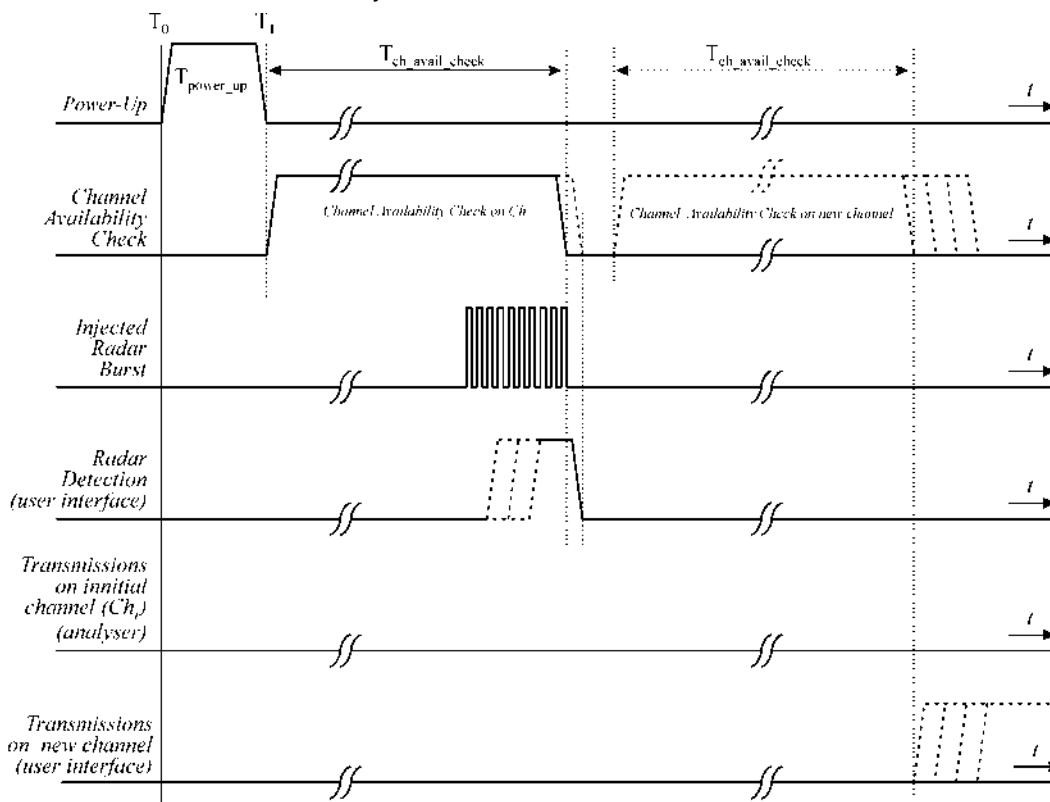 T0 T1
Tch_avail_check Tch_avail_check
Tpower_up
Power-Up
t
Channel
Availability
Check
Channel Availability Check on Ch
Channel Availability Check on new channel
t
Injected
Radar
Burst
t
Radar
Detection
(user interface)
t
Transmissions
on innitial
channel (Chr)
(analyser)
t
Transmissions
on new channel
(user interface)
t